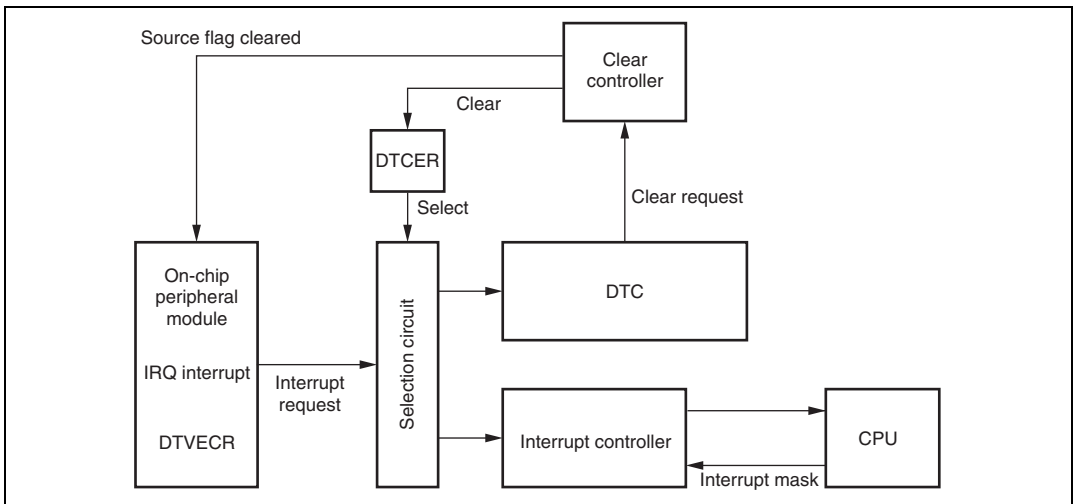 Source flag cleared
Clear
controller
Clear
DTCER
Clear request
Select
On-chip
peripheral
module
IRQ interrupt
DTVECR
Interrupt
request
Selection circuit
DTC
Interrupt controller
CPU
Interrupt mask